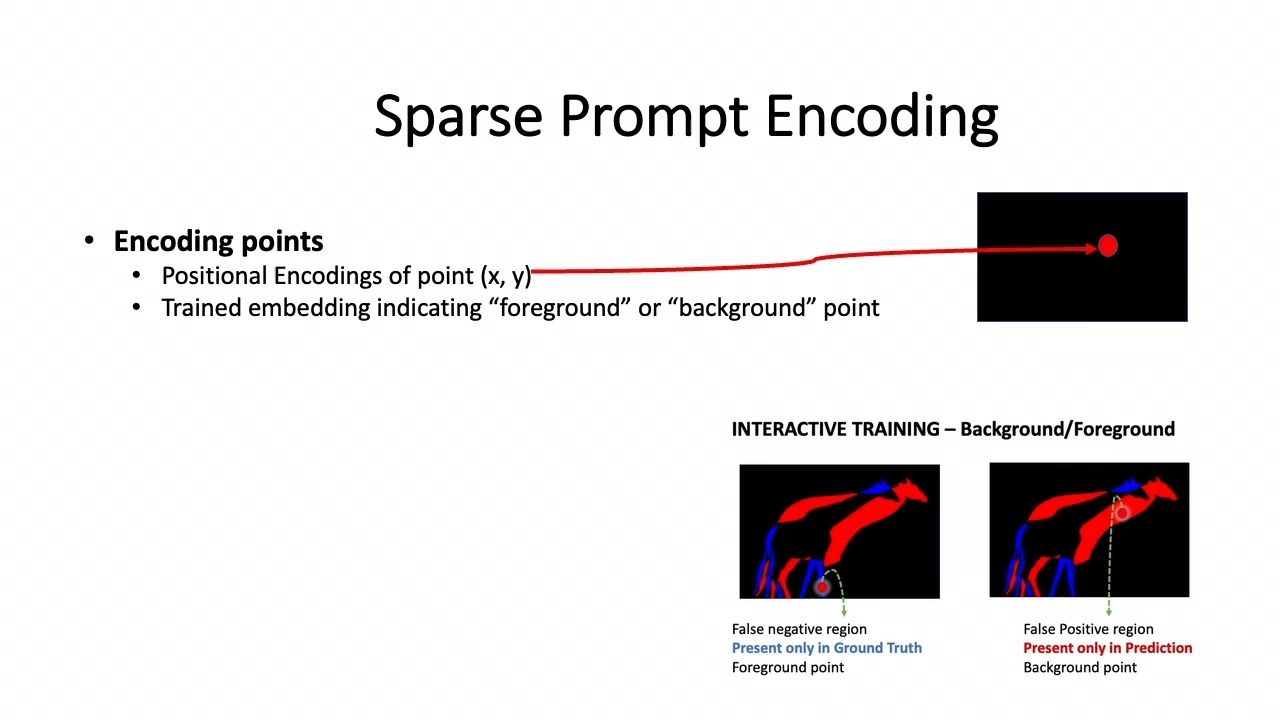 Sparse Prompt Encoding
• Encoding points
• Positional Encodings of point (x, y)
• Trained embedding indicating “foreground” or “background” point
INTERACTIVE TRAINING – Background/Foreground
False negative region
Present only in Ground Truth
Foreground point
False Positive region
Present only in Prediction
Background point